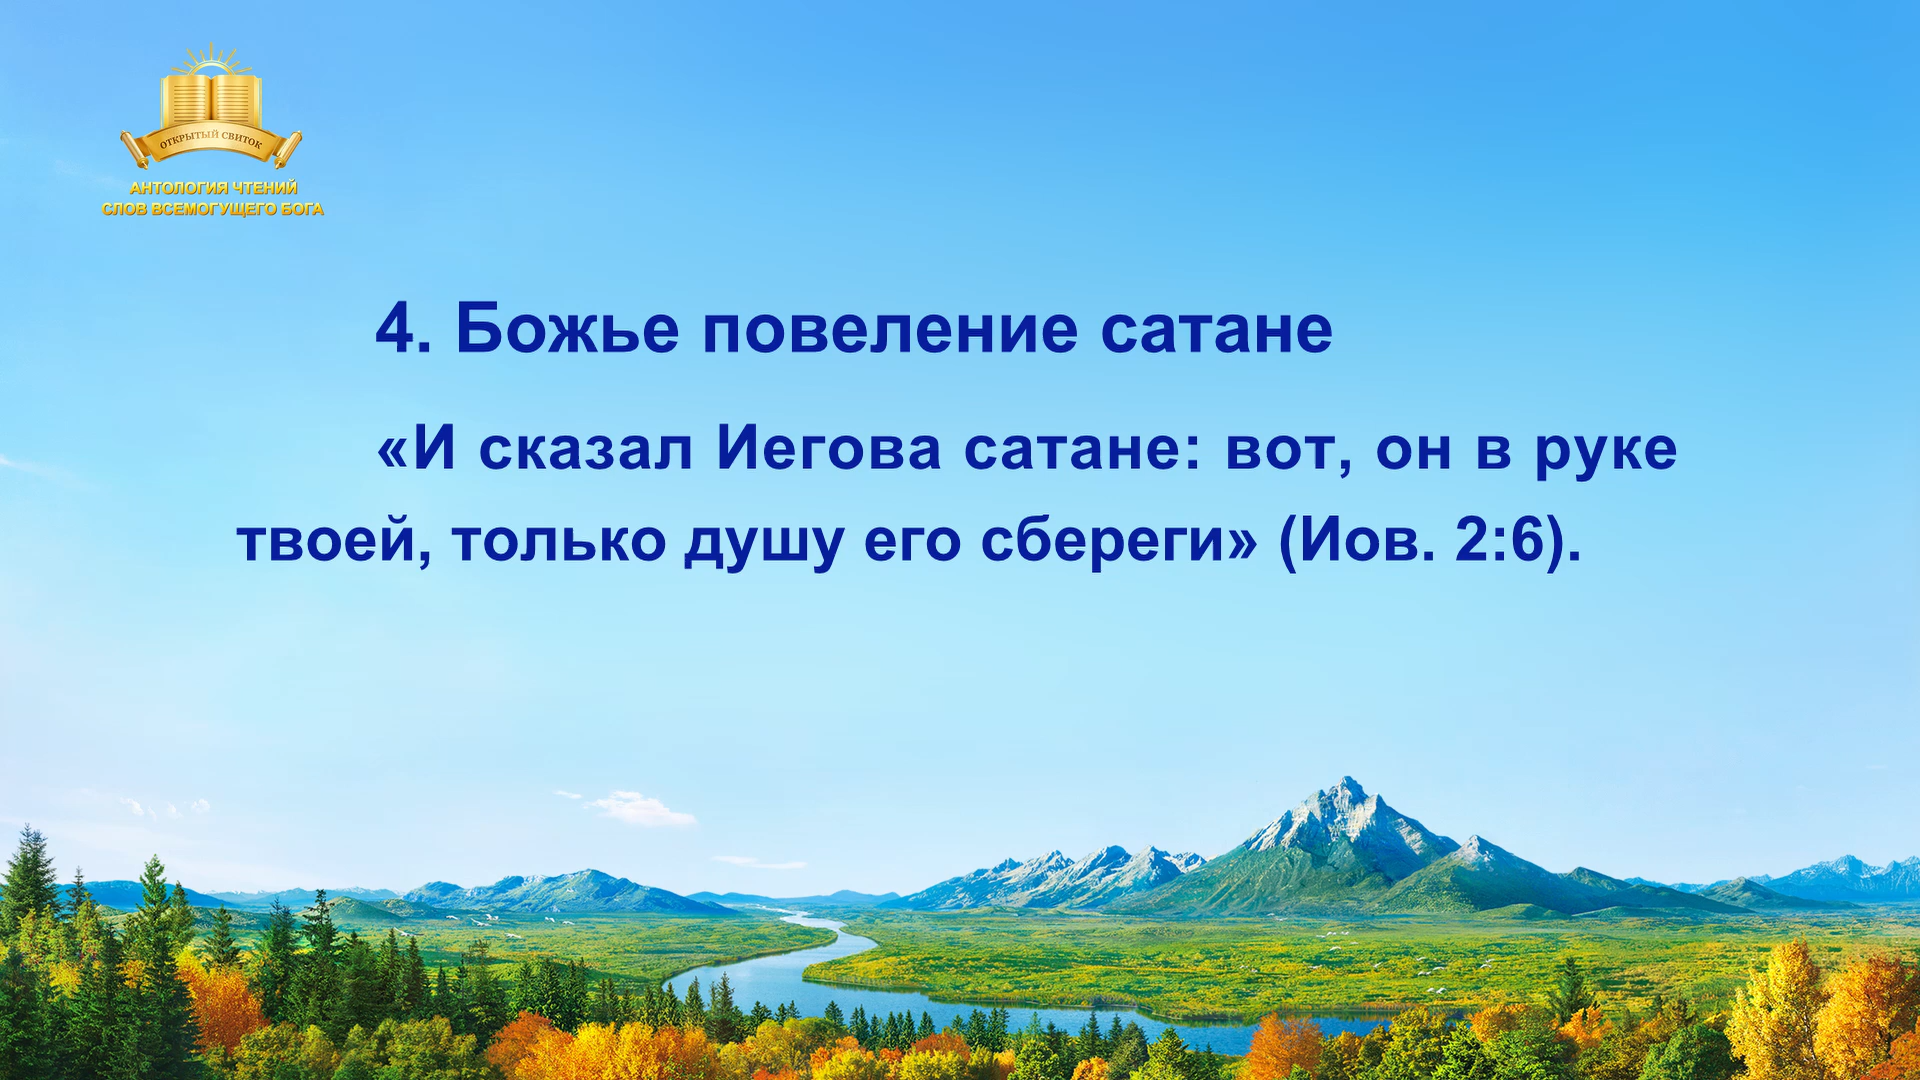 ОТКРЫТЫЙ СВИТОК
АНТОЛОГИЯ ЧТЕНИЙ
СЛОВ ВСЕМОГУЩЕГО БОГА
4. Божье повеление сатане
«И сказал Иегова сатане: вот, он в руке
твоей, только душу его сбереги» (Иов. 2:6).